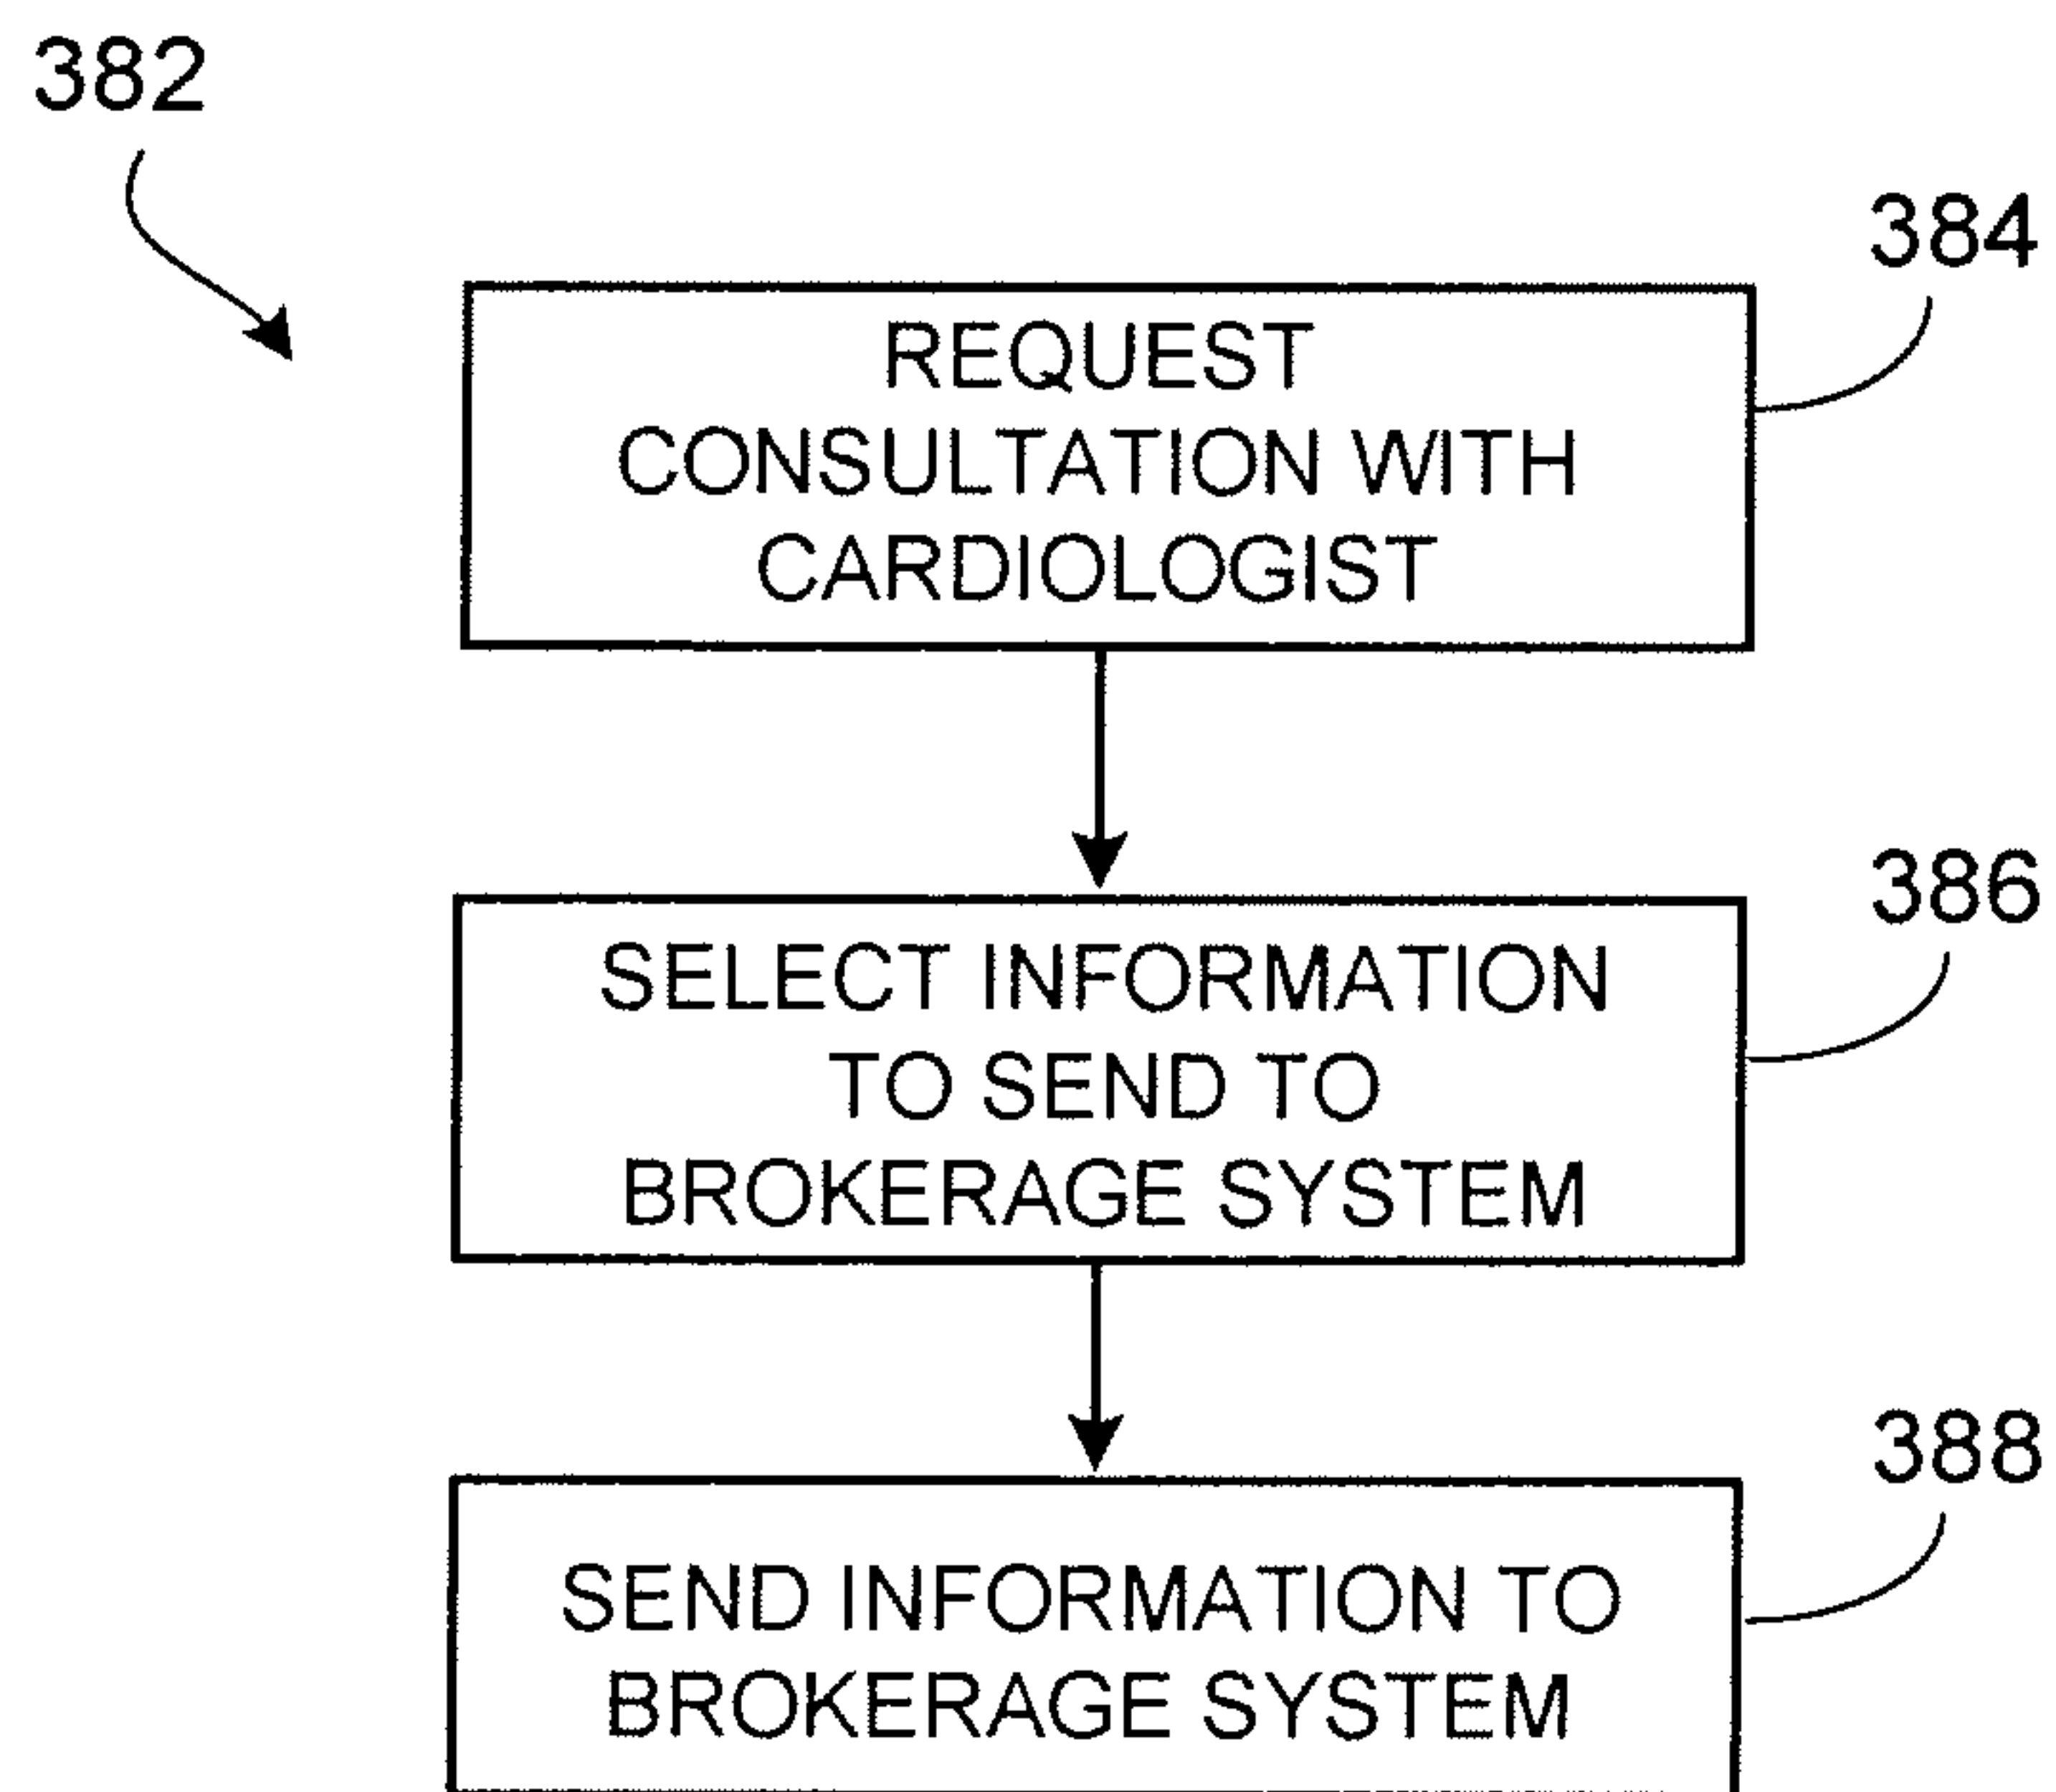 382
384
REQUEST
CONSULTATION WITH
CARDIOLOGIST
386
SELECT INFORMATION
TO SEND TO
BROKERAGE SYSTEM
388
SEND INFORMATION TO
BROKERAGE SYSTEM